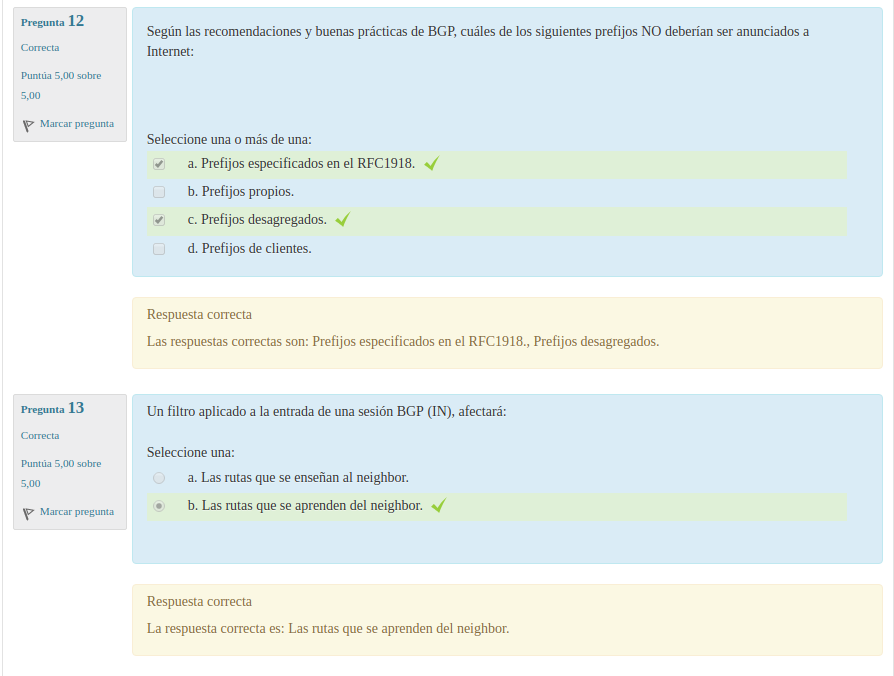 Pregunta 12
Correcta
Puntúa 5,00 sobre
5,00
Marcar pregunta
Según las recomendaciones y buenas prácticas de BGP, cuáles de los siguientes prefijos NO deberían ser anunciados a
Internet:
Seleccione una o más de una:
a. Prefijos especificados en el RFC1918.
b. Prefijos propios.
c. Prefijos desagregados.
d. Prefijos de clientes.
Respuesta correcta
Las respuestas correctas son: Prefijos especificados en el RFC1918., Prefijos desagregados.
Pregunta 13
Correcta
Puntúa 5,00 sobre
5,00
Marcar pregunta
Un filtro aplicado a la entrada de una sesión BGP (IN), afectará:
Seleccione una:
a. Las rutas que se enseñan al neighbor.
b. Las rutas que se aprenden del neighbor.
Respuesta correcta
La respuesta correcta es: Las rutas que se aprenden del neighbor.